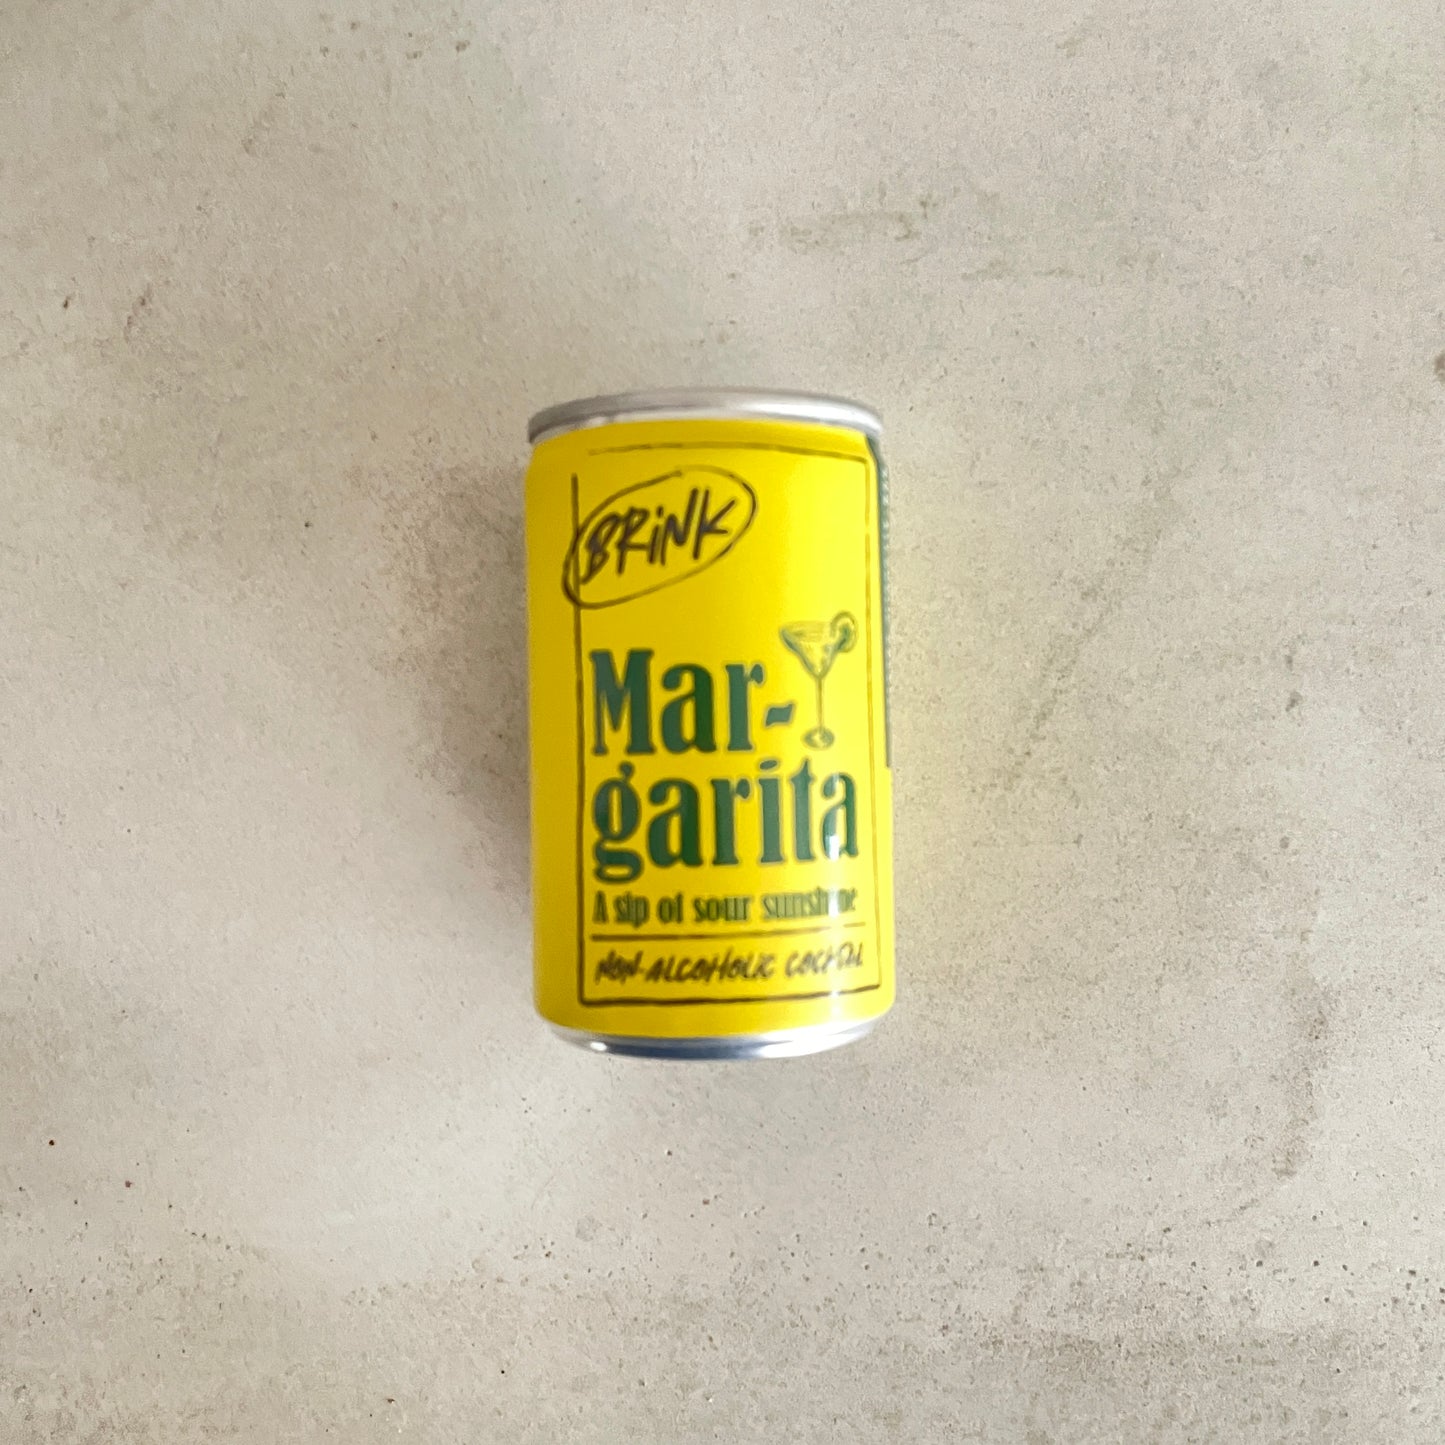 BRiNK
Mar-
garita
A sip of sour sunshine
NON-ALCOHOLIC COCKTAIL